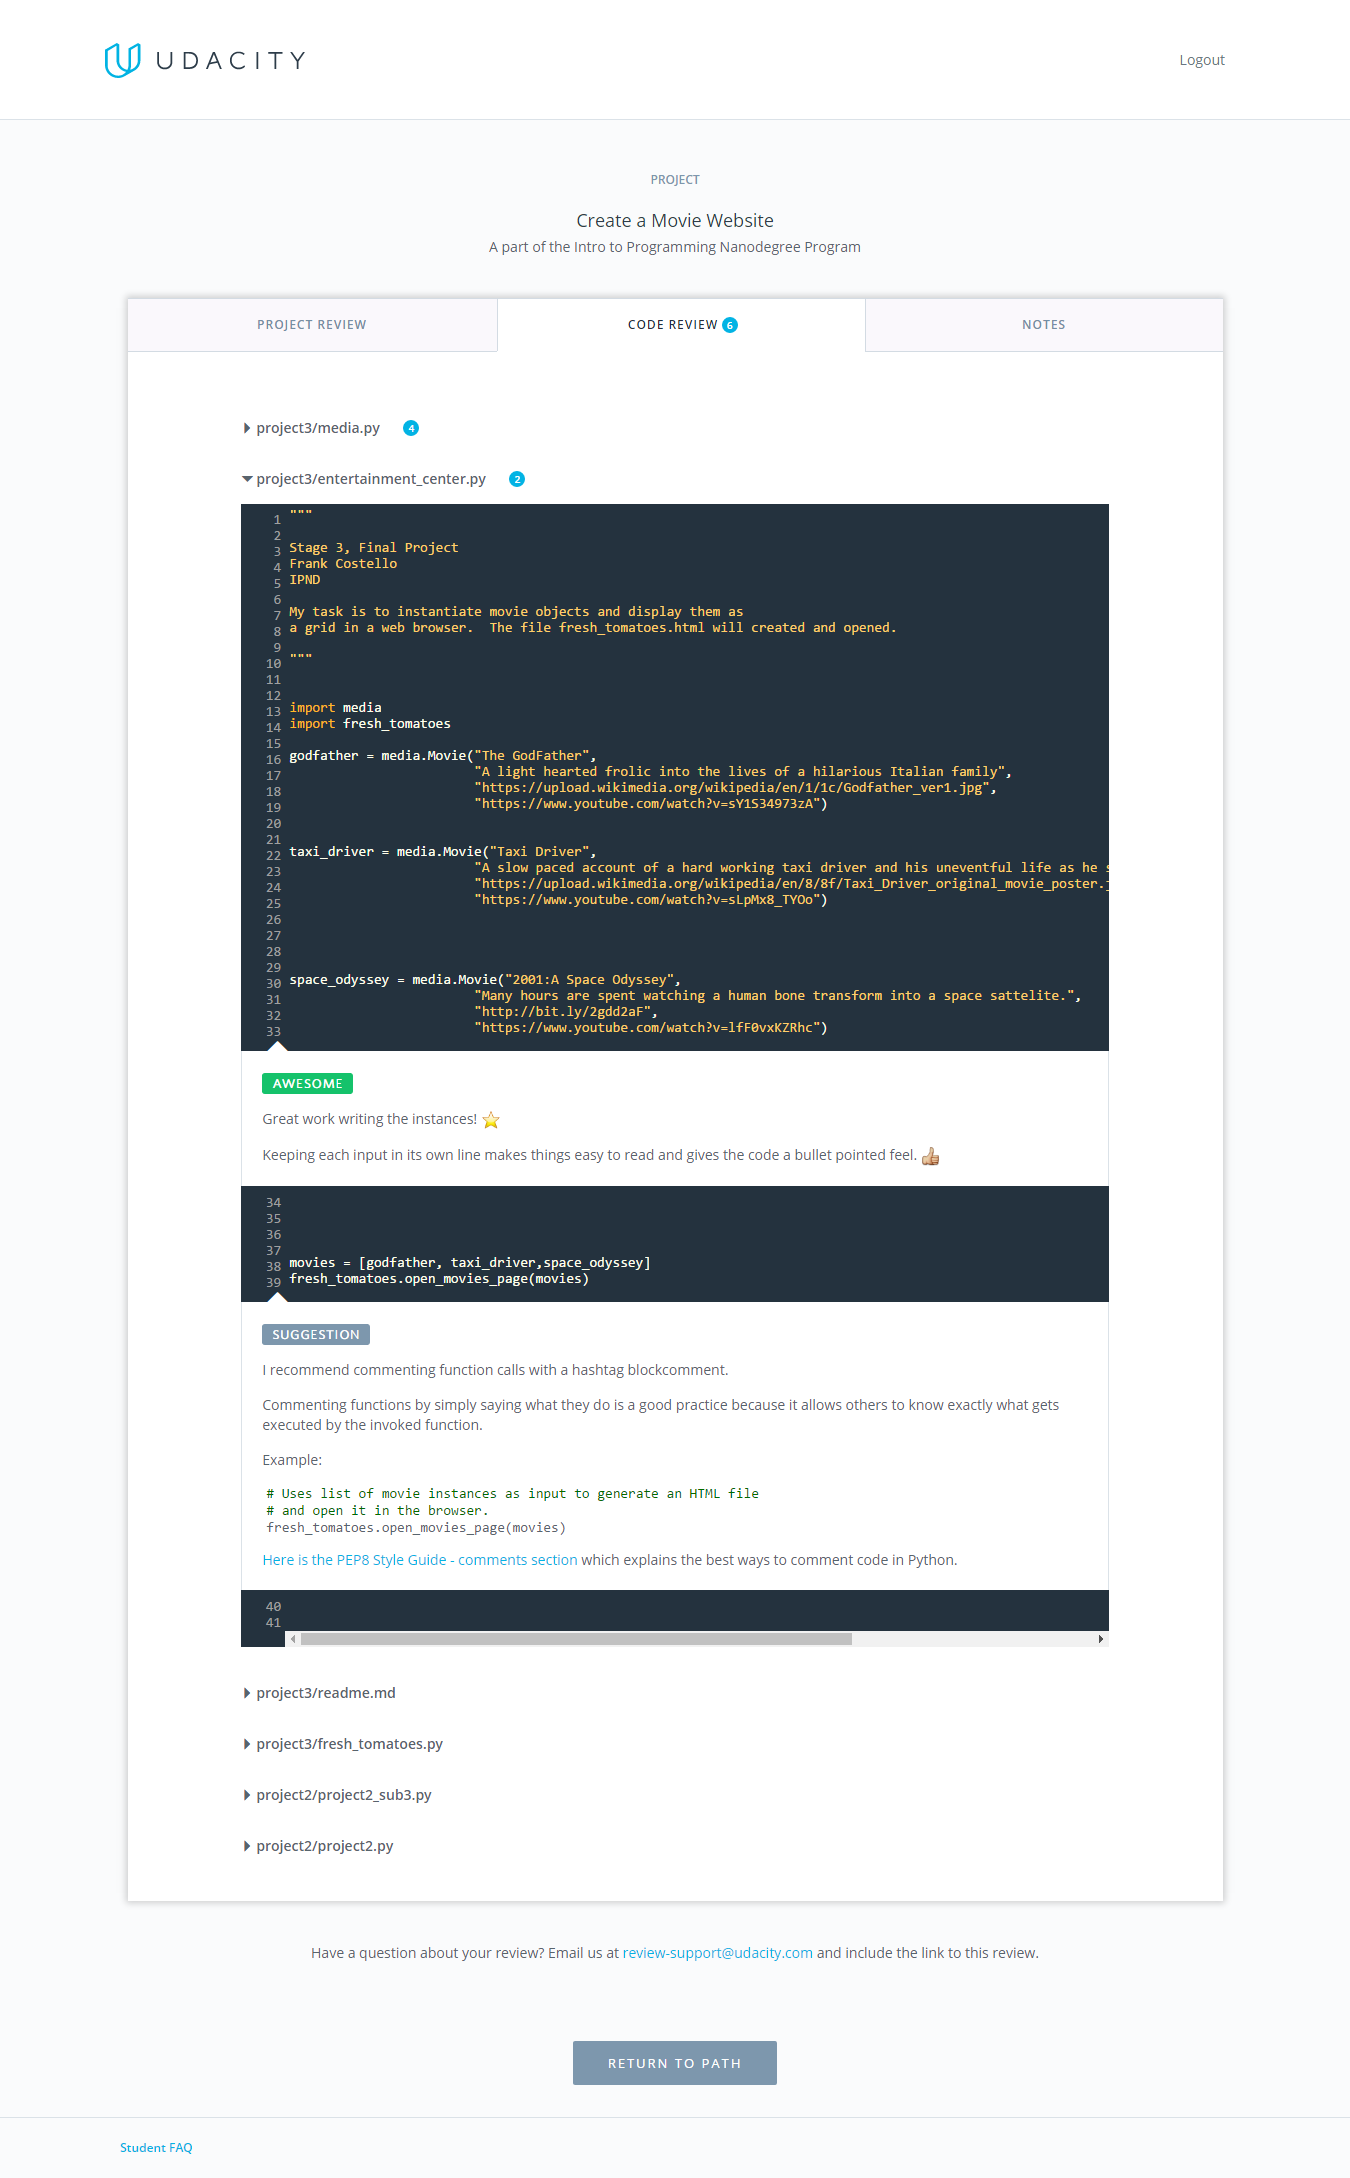 UDACITY
Logout
PROJECT
Create a Movie Website
A part of the Intro to Programming Nanodegree Program
PROJECT REVIEW
CODE REVIEW 6
NOTES
project3/media.py 4
project3/entertainment_center.py 2
1 """
2
3 Stage 3, Final Project
4 Frank Costello
5 IPND
6
7 My task is to instantiate movie objects and display them as
8 a grid in a web browser.  The file fresh_tomatoes.html will created and opened.
9
10 """
11
12
13 import media
14 import fresh_tomatoes
15
16 godfather = media.Movie("The GodFather",
17 "A light hearted frolic into the lives of a hilarious Italian family",
18 "https://upload.wikimedia.org/wikipedia/en/1/1c/Godfather_ver1.jpg",
19 "https://www.youtube.com/watch?v=sY1S34973zA")
20
21
22 taxi_driver = media.Movie("Taxi Driver",
23 "A slow paced account of a hard working taxi driver and his uneventful life as he s
24 "https://upload.wikimedia.org/wikipedia/en/8/8f/Taxi_Driver_original_movie_poster.j
25 "https://www.youtube.com/watch?v=sLpMx8_TYOo")
26
27
28
29
30 space_odyssey = media.Movie("2001:A Space Odyssey",
31 "Many hours are spent watching a human bone transform into a space sattelite.",
32 "http://bit.ly/2gdd2aF",
33 "https://www.youtube.com/watch?v=lfF0vxKZRhc")
AWESOME
Great work writing the instances! ⭐
Keeping each input in its own line makes things easy to read and gives the code a bullet pointed feel. 👍
34
35
36
37
38 movies = [godfather, taxi_driver,space_odyssey]
39 fresh_tomatoes.open_movies_page(movies)
SUGGESTION
I recommend commenting function calls with a hashtag blockcomment.
Commenting functions by simply saying what they do is a good practice because it allows others to know exactly what gets
executed by the invoked function.
Example:
# Uses list of movie instances as input to generate an HTML file
# and open it in the browser.
fresh_tomatoes.open_movies_page(movies)
Here is the PEP8 Style Guide - comments section which explains the best ways to comment code in Python.
40
41
project3/readme.md
project3/fresh_tomatoes.py
project2/project2_sub3.py
project2/project2.py
Have a question about your review? Email us at review-support@udacity.com and include the link to this review.
RETURN TO PATH
Student FAQ